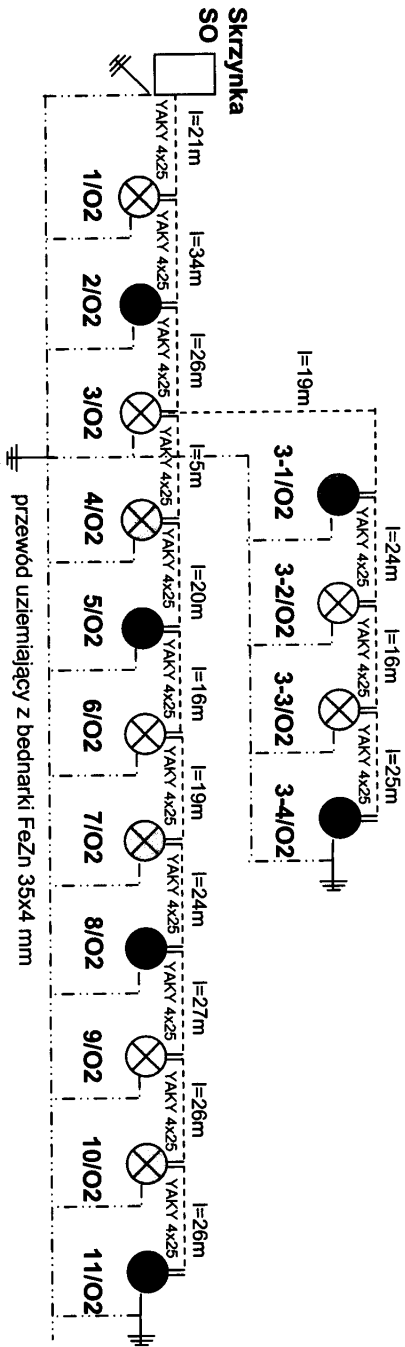 Skrzynka
SO
l=21m
l=34m
l=26m
l=5m
l=20m
l=16m
l=19m
l=24m
l=27m
l=26m
l=26m
YAKY 4x25
YAKY 4x25
YAKY 4x25
YAKY 4x25
YAKY 4x25
YAKY 4x25
YAKY 4x25
YAKY 4x25
YAKY 4x25
YAKY 4x25
YAKY 4x25
1/O2
2/O2
3/O2
4/O2
5/O2
6/O2
7/O2
8/O2
9/O2
10/O2
11/O2
l=19m
l=24m
l=16m
l=25m
YAKY 4x25
YAKY 4x25
YAKY 4x25
3-1/O2
3-2/O2
3-3/O2
3-4/O2
przewód uziemiający z bednarki FeZn 35x4 mm